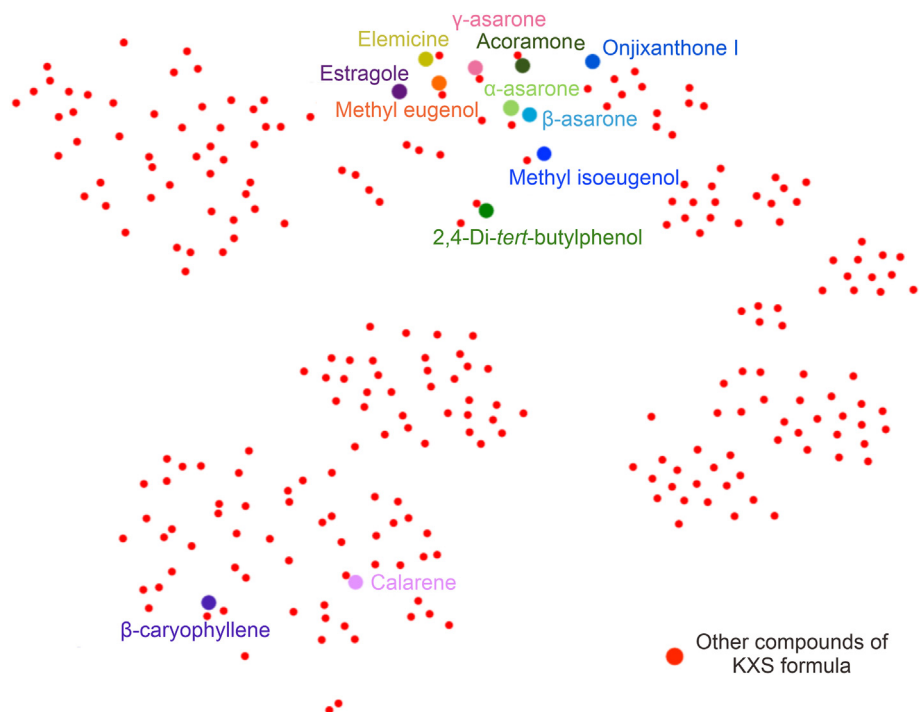 γ-asarone
Elemicine
Acoramone
Onjixanthone I
Estragole
α-asarone
Methyl eugenol
β-asarone
Methyl isoeugenol
2,4-Di-tert-butylphenol
Calarene
β-caryophyllene
Other compounds of
KXS formula